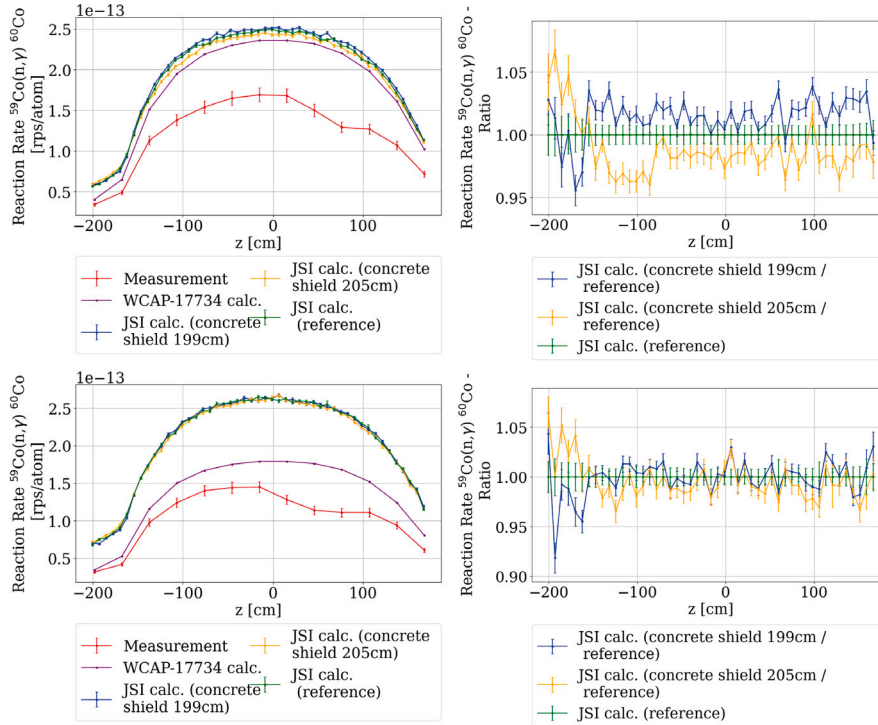 1e−13
Reaction Rate ⁵⁹Co(n,γ) ⁶⁰Co
[rps/atom]
2.5
2.0
1.5
1.0
0.5
−200
−100
0
100
z [cm]
Measurement
WCAP-17734 calc.
JSI calc. (concrete
shield 199cm)
JSI calc. (concrete
shield 205cm)
JSI calc.
(reference)
Reaction Rate ⁵⁹Co(n,γ) ⁶⁰Co -
Ratio
1.05
1.00
0.95
−200
−100
0
100
z [cm]
JSI calc. (concrete shield 199cm /
reference)
JSI calc. (concrete shield 205cm /
reference)
JSI calc. (reference)
1e−13
Reaction Rate ⁵⁹Co(n,γ) ⁶⁰Co
[rps/atom]
2.5
2.0
1.5
1.0
0.5
−200
−100
0
100
z [cm]
Measurement
WCAP-17734 calc.
JSI calc. (concrete
shield 199cm)
JSI calc. (concrete
shield 205cm)
JSI calc.
(reference)
Reaction Rate ⁵⁹Co(n,γ) ⁶⁰Co -
Ratio
1.05
1.00
0.95
0.90
−200
−100
0
100
z [cm]
JSI calc. (concrete shield 199cm /
reference)
JSI calc. (concrete shield 205cm /
reference)
JSI calc. (reference)